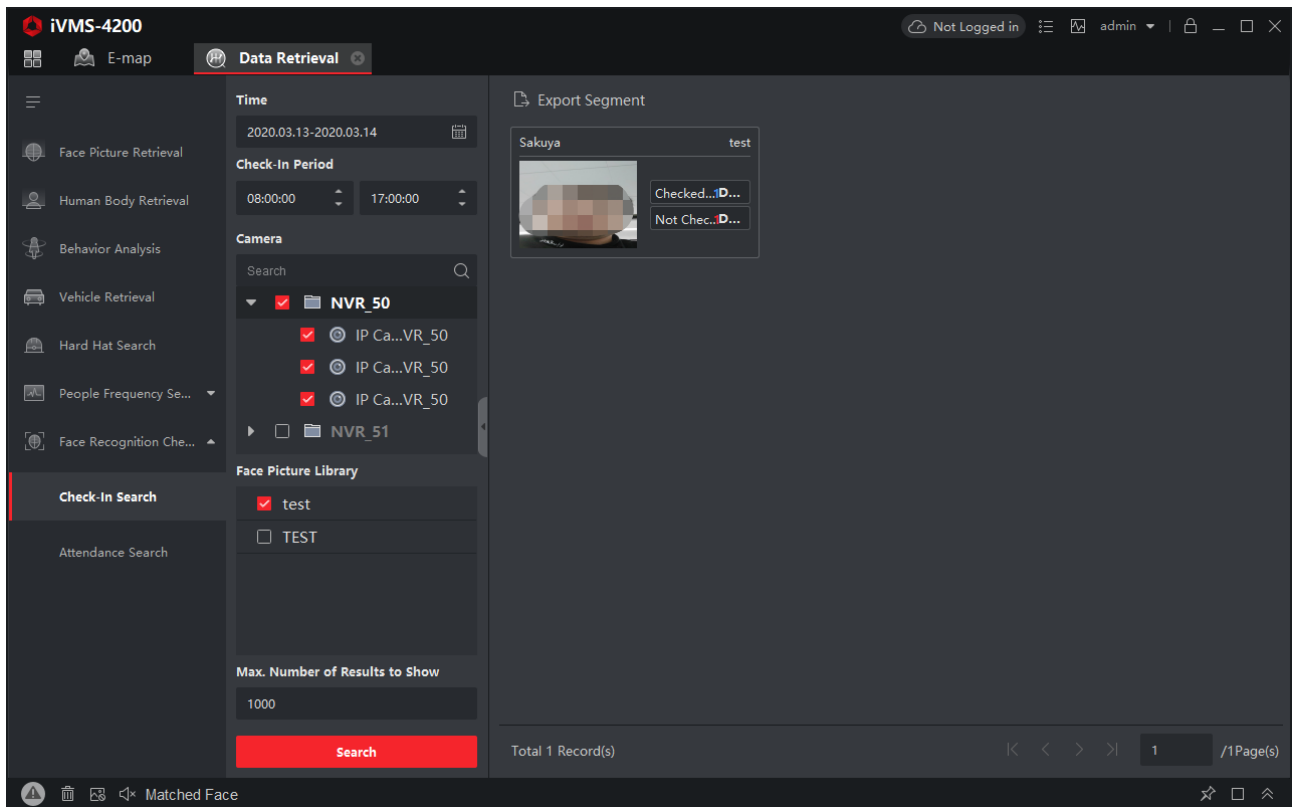 iVMS-4200
Not Logged in
admin
E-map
Data Retrieval
Face Picture Retrieval
Human Body Retrieval
Behavior Analysis
Vehicle Retrieval
Hard Hat Search
People Frequency Se...
Face Recognition Che...
Check-In Search
Attendance Search
Time
2020.03.13-2020.03.14
Check-In Period
08:00:00 17:00:00
Camera
Search
NVR_50
IP Ca...VR_50
IP Ca...VR_50
IP Ca...VR_50
NVR_51
Face Picture Library
test
TEST
Max. Number of Results to Show
1000
Search
Export Segment
Sakuya test
Checked...1D...
Not Chec..1D...
Total 1 Record(s)
1 /1Page(s)
Matched Face